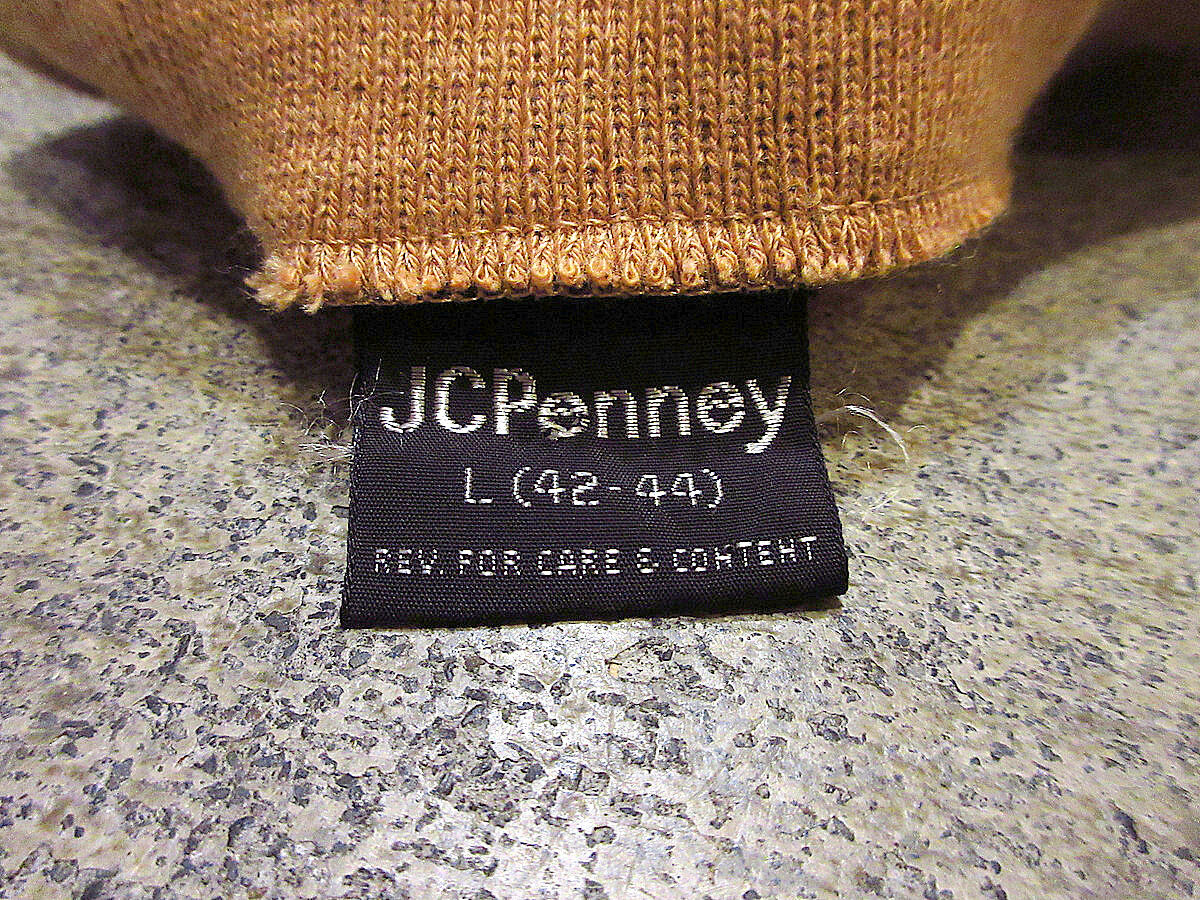 JCPenney
L (42-44)
REV. FOR CARE & CONTENT